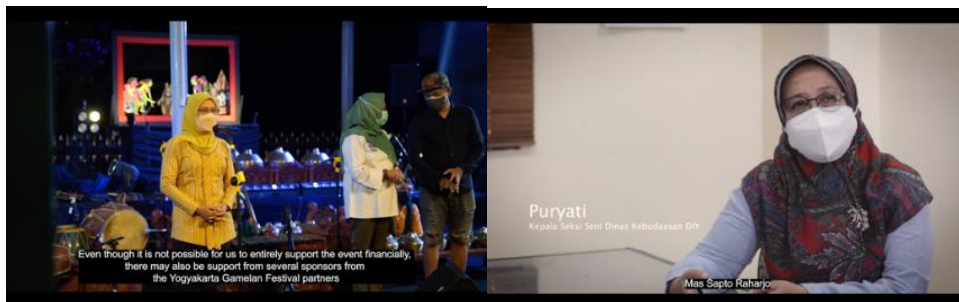 Even though it is not possible for us to entirely support the event financially,
there may also be support from several sponsors from
the Yogyakarta Gamelan Festival partners
Puryati
Kepala Seksi Seni Dinas Kebudayaan DIY
Mas Sapto Raharjo